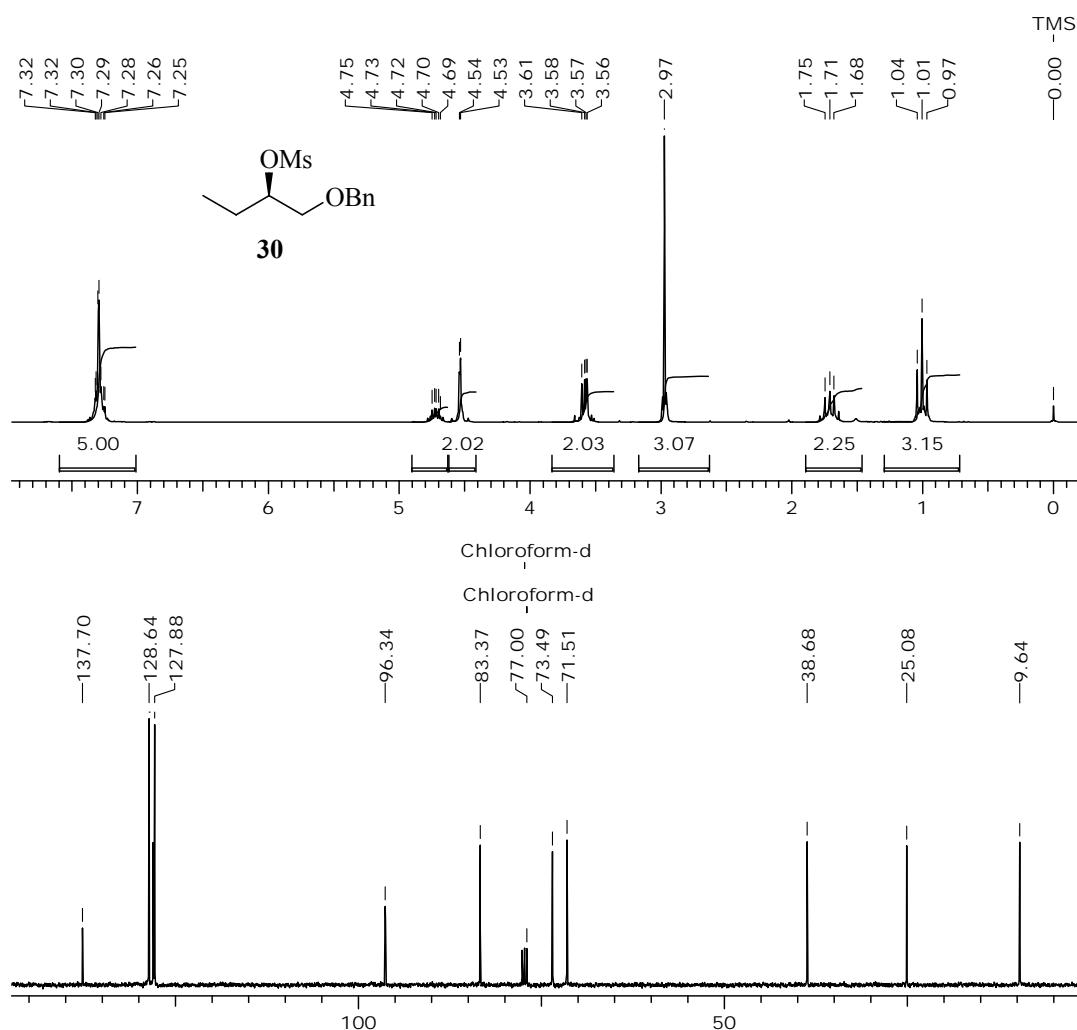 TMS
7.32 7.32 7.30 7.29 7.28 7.26 7.25 4.75 4.73 4.72 4.70 4.69 4.54 4.53 3.61 3.58 3.57 3.56 2.97 1.75 1.71 1.68 1.04 1.01 0.97 0.00
OMs
OBn
30
5.00 2.02 2.03 3.07 2.25 3.15
7 6 5 4 3 2 1 0
Chloroform-d
Chloroform-d
137.70 128.64 127.88 96.34 83.37 77.00 73.49 71.51 38.68 25.08 9.64
100 50